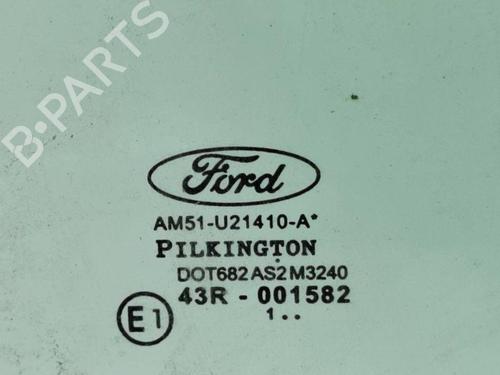 B-PARTS
Ford
AM51-U21410-A*
PILKINGTON
DOT682 AS2 M3240
43R - 001582
E1
1..